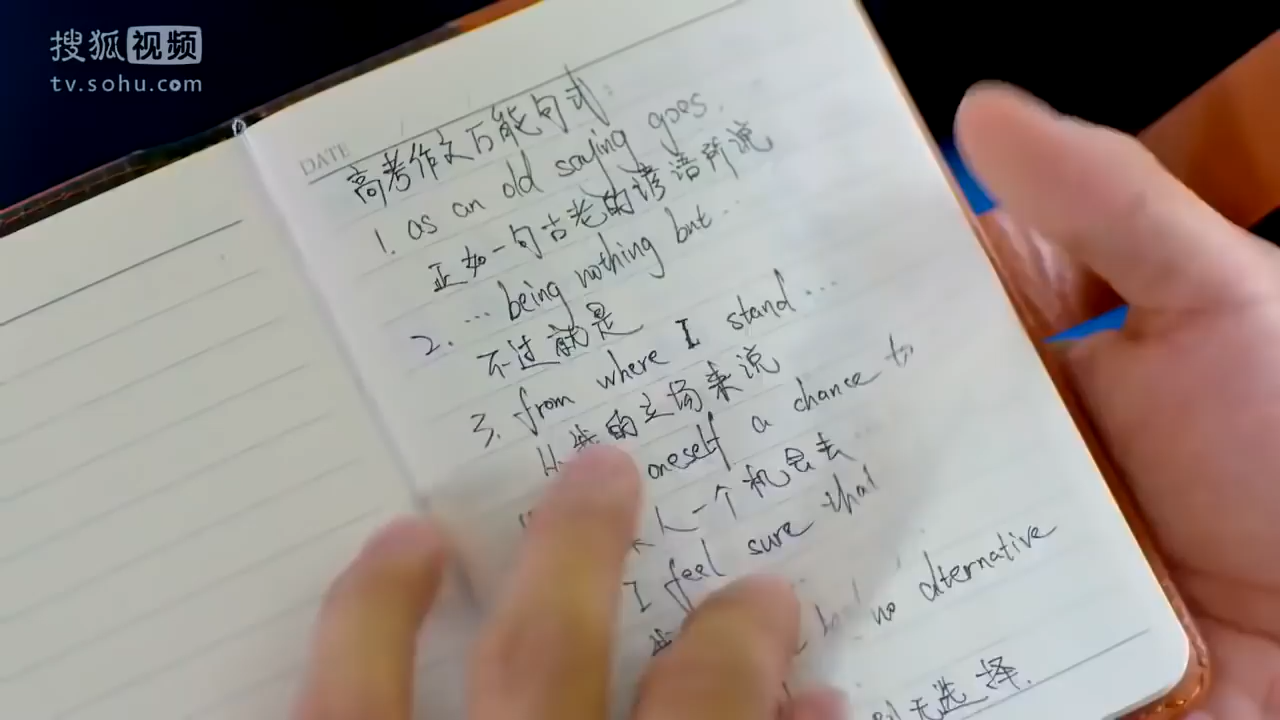 搜狐视频
tv.sohu.com
DATE
高考作文万能句式:
1. as an old saying goes.
正如一句古老的谚语所说
2. ... being nothing but...
不过就是
3. from where I stand...
从我的立场来说
oneself a chance to
人一个机会去
I feel sure that
no alternative
无选择.